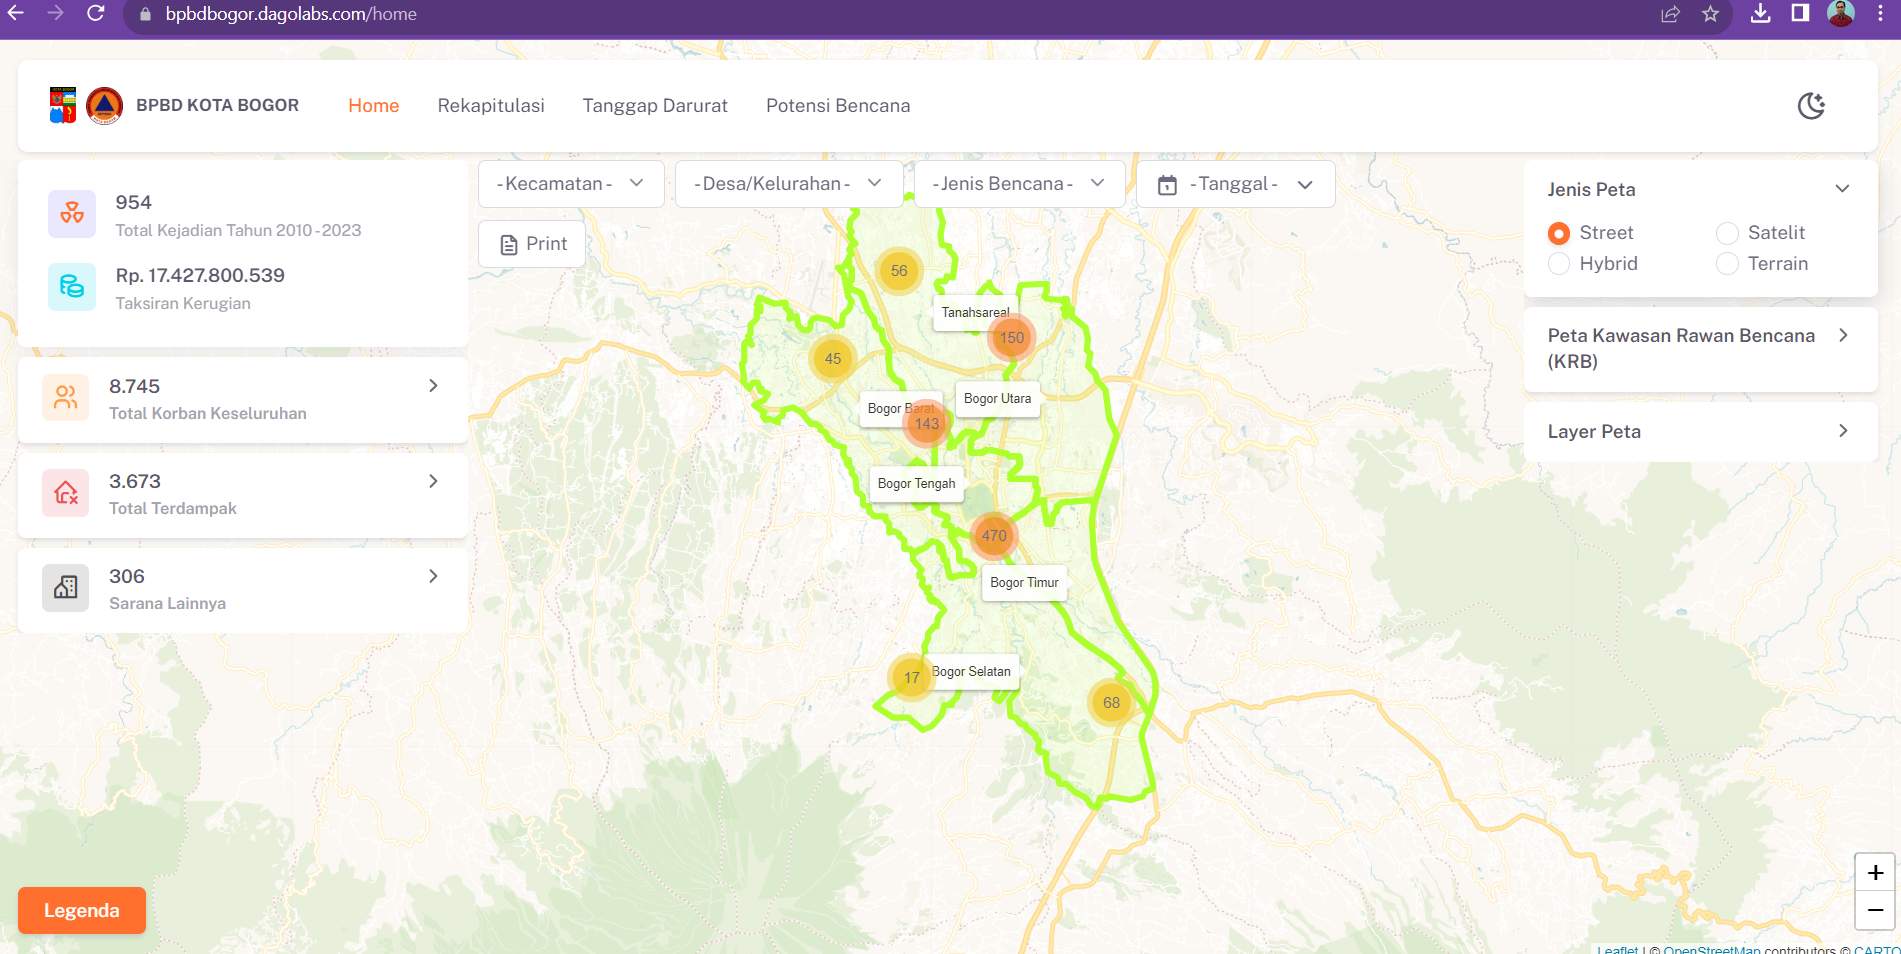 bpbdbogor.dagolabs.com/home
BPBD KOTA BOGOR
Home
Rekapitulasi
Tanggap Darurat
Potensi Bencana
954
Total Kejadian Tahun 2010 - 2023
Rp. 17.427.800.539
Taksiran Kerugian
8.745
Total Korban Keseluruhan
3.673
Total Terdampak
306
Sarana Lainnya
Legenda
- Kecamatan -
- Desa/Kelurahan -
- Jenis Bencana -
- Tanggal -
Print
56
Tanahsareal
150
45
Bogor Utara
Bogor Barat
143
Bogor Tengah
470
Bogor Timur
17
Bogor Selatan
68
Jenis Peta
Street
Satelit
Hybrid
Terrain
Peta Kawasan Rawan Bencana
(KRB)
Layer Peta
+
−
Leaflet | © OpenStreetMap contributors © CARTO